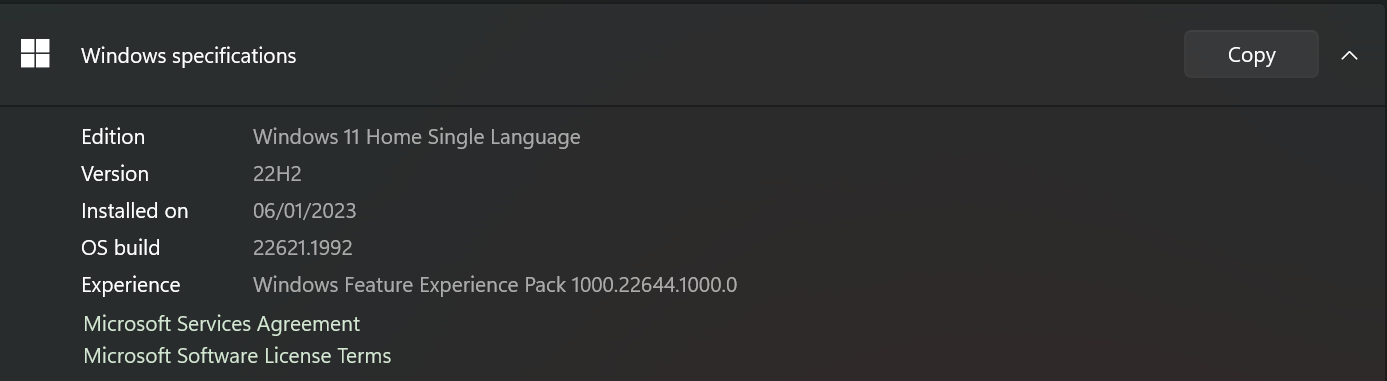 Windows specifications Copy
Edition Windows 11 Home Single Language
Version 22H2
Installed on 06/01/2023
OS build 22621.1992
Experience Windows Feature Experience Pack 1000.22644.1000.0
Microsoft Services Agreement
Microsoft Software License Terms